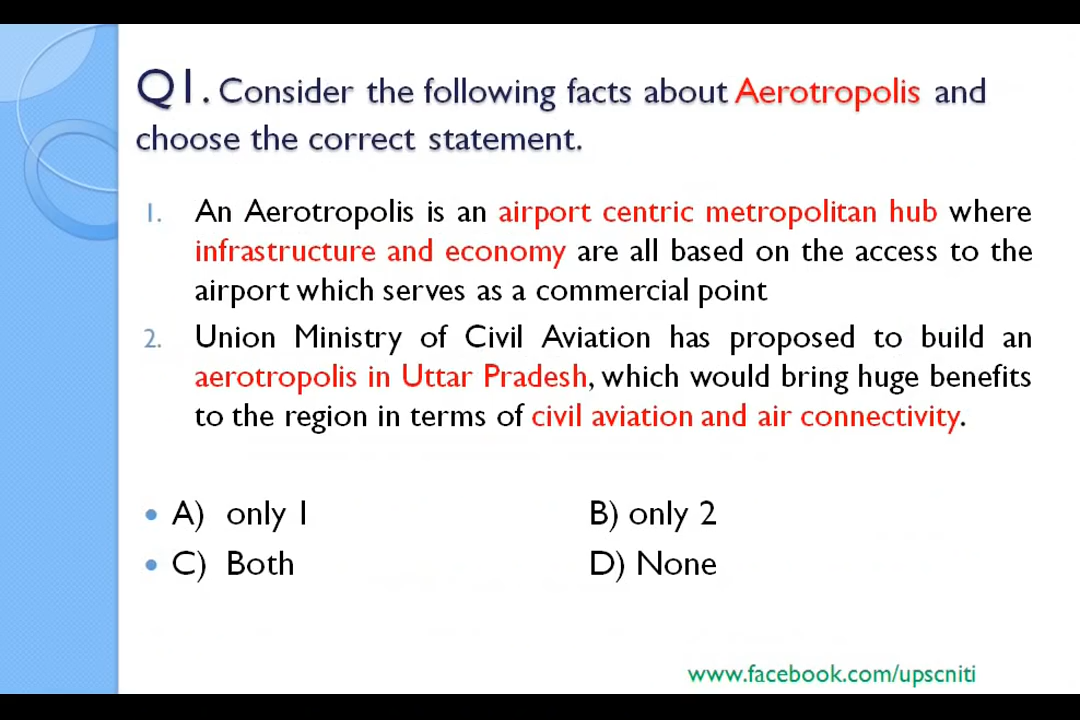 Q1. Consider the following facts about Aerotropolis and
choose the correct statement.
1. An Aerotropolis is an airport centric metropolitan hub where
infrastructure and economy are all based on the access to the
airport which serves as a commercial point
2. Union Ministry of Civil Aviation has proposed to build an
aerotropolis in Uttar Pradesh, which would bring huge benefits
to the region in terms of civil aviation and air connectivity.
• A) only 1 B) only 2
• C) Both D) None
www.facebook.com/upscniti